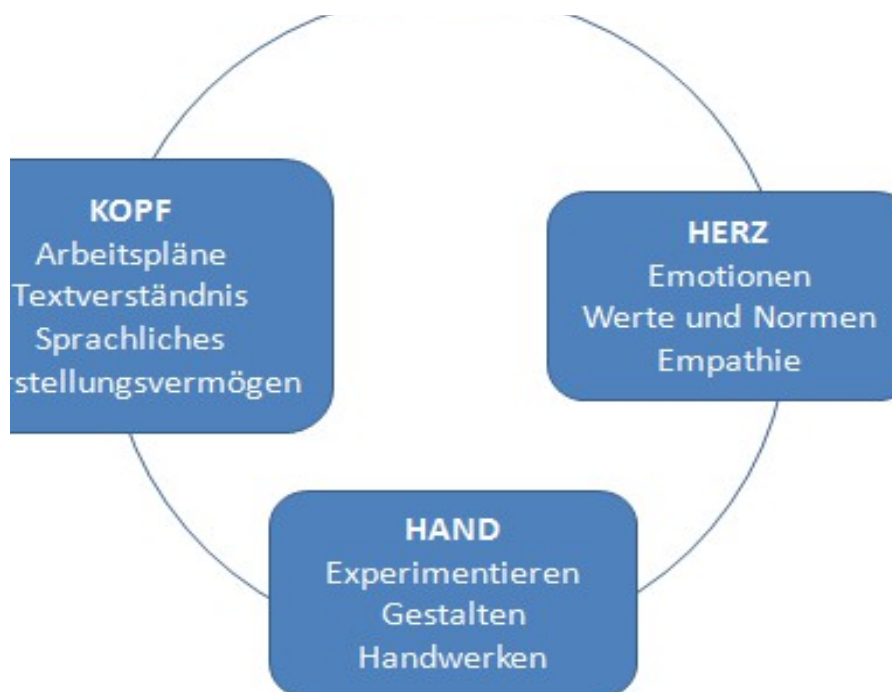 KOPF
Arbeitspläne
Textverständnis
Sprachliches
rstellungsvermögen
HERZ
Emotionen
Werte und Normen
Empathie
HAND
Experimentieren
Gestalten
Handwerken